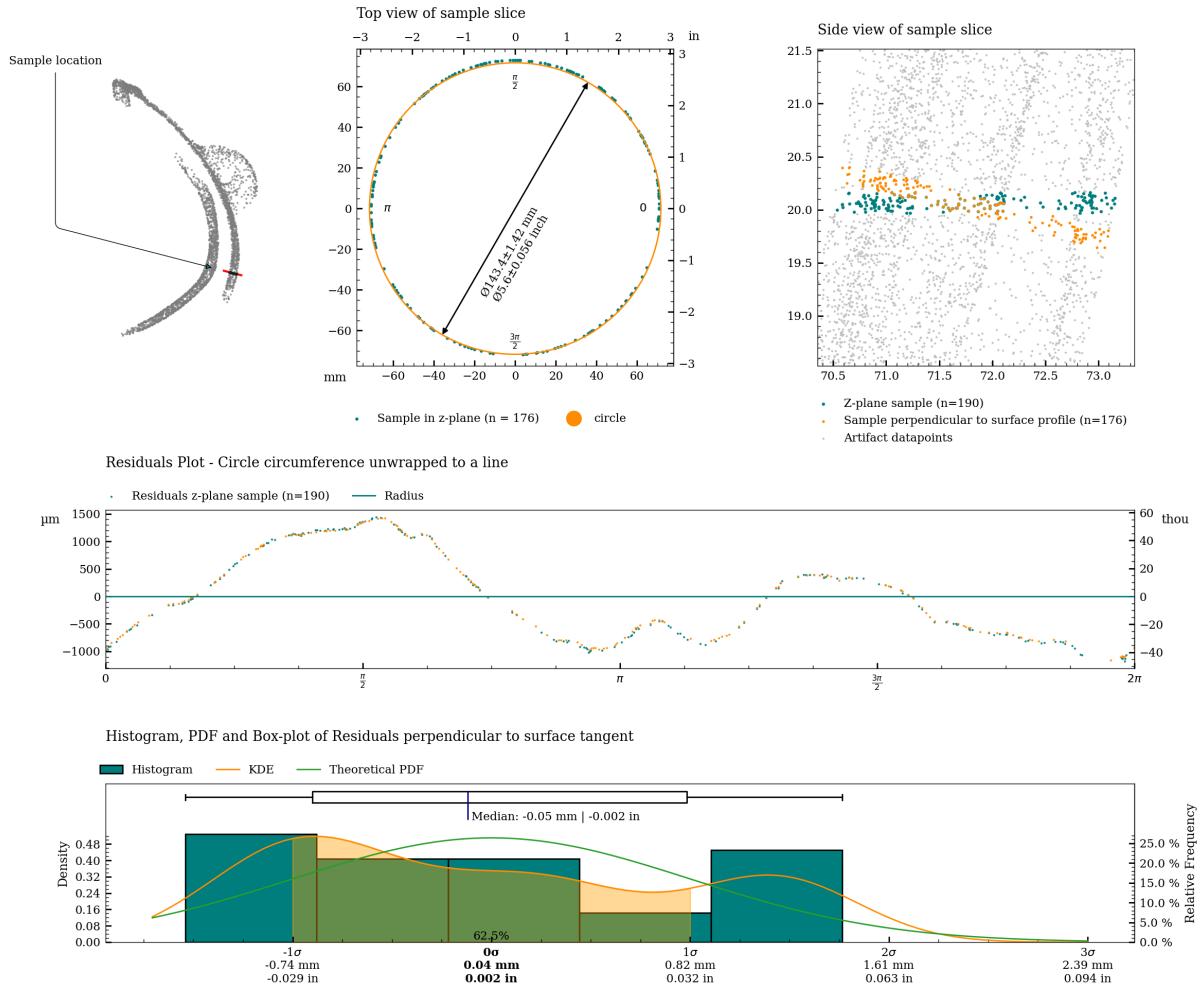 Top view of sample slice
Side view of sample slice
Sample location
−3 −2 −1 0 1 2 3 in
60
40
20
0
−20
−40
−60
3
2
1
0
−1
−2
−3
π/2
π
0
3π/2
Ø143.4±1.42 mm
Ø5.6±0.056 inch
mm −60 −40 −20 0 20 40 60
Sample in z-plane (n = 176) circle
21.5
21.0
20.5
20.0
19.5
19.0
70.5 71.0 71.5 72.0 72.5 73.0
Z-plane sample (n=190)
Sample perpendicular to surface profile (n=176)
Artifact datapoints
Residuals Plot - Circle circumference unwrapped to a line
Residuals z-plane sample (n=190) Radius
µm
1500
1000
500
0
−500
−1000
60
40
20
0
−20
−40
thou
0 π/2 π 3π/2 2π
Histogram, PDF and Box-plot of Residuals perpendicular to surface tangent
Histogram KDE Theoretical PDF
Median: -0.05 mm | -0.002 in
Density
0.48
0.40
0.32
0.24
0.16
0.08
0.00
25.0 %
20.0 %
15.0 %
10.0 %
5.0 %
0.0 %
Relative Frequency
62.5%
-1σ 0σ 1σ 2σ 3σ
-0.74 mm 0.04 mm 0.82 mm 1.61 mm 2.39 mm
-0.029 in 0.002 in 0.032 in 0.063 in 0.094 in